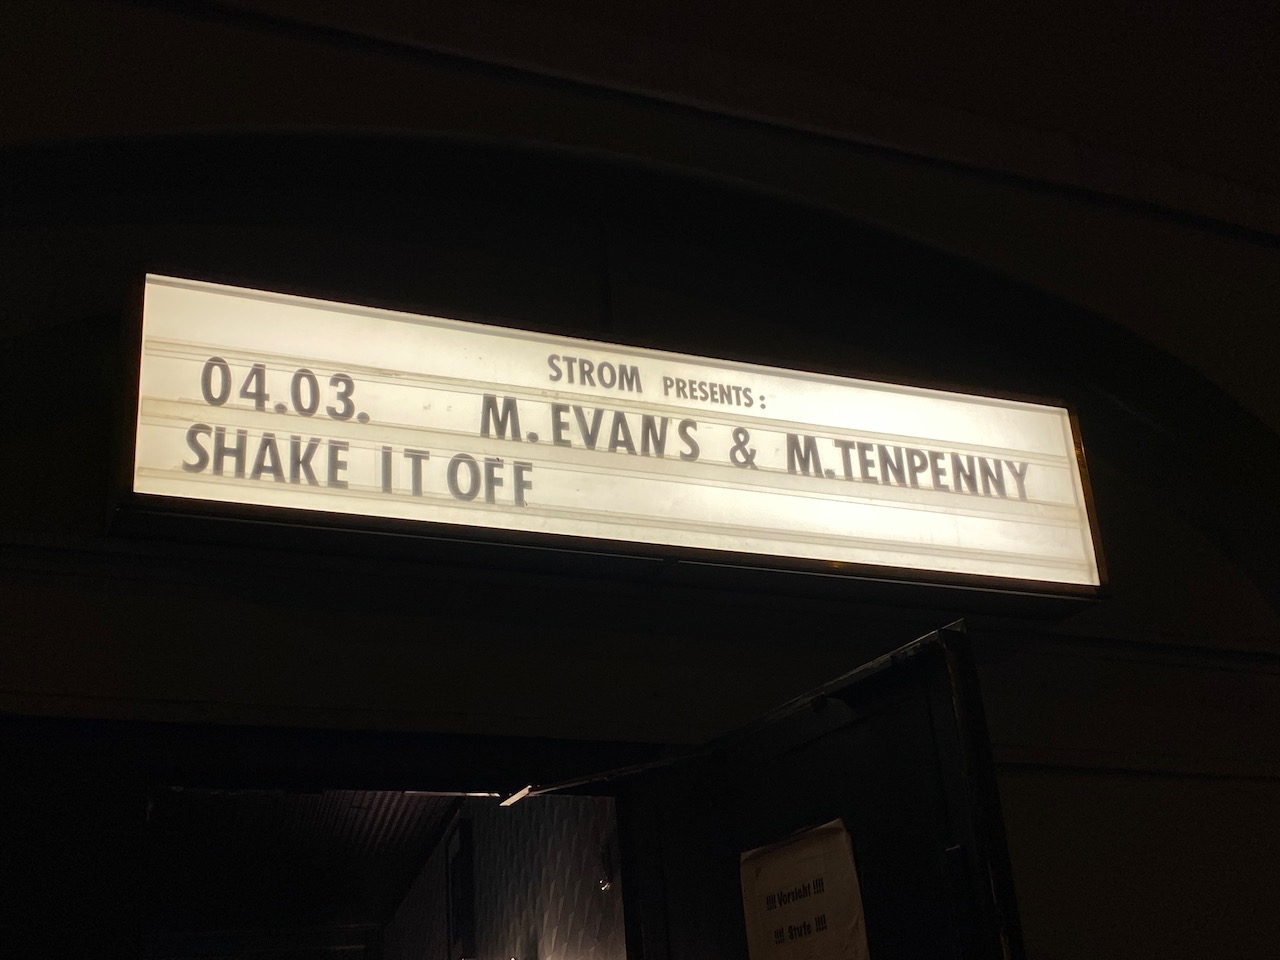 STROM PRESENTS:
04.03. M. EVANS & M.TENPENNY
SHAKE IT OFF
!!!! Vorsicht !!!!
!!!! Stufe !!!!